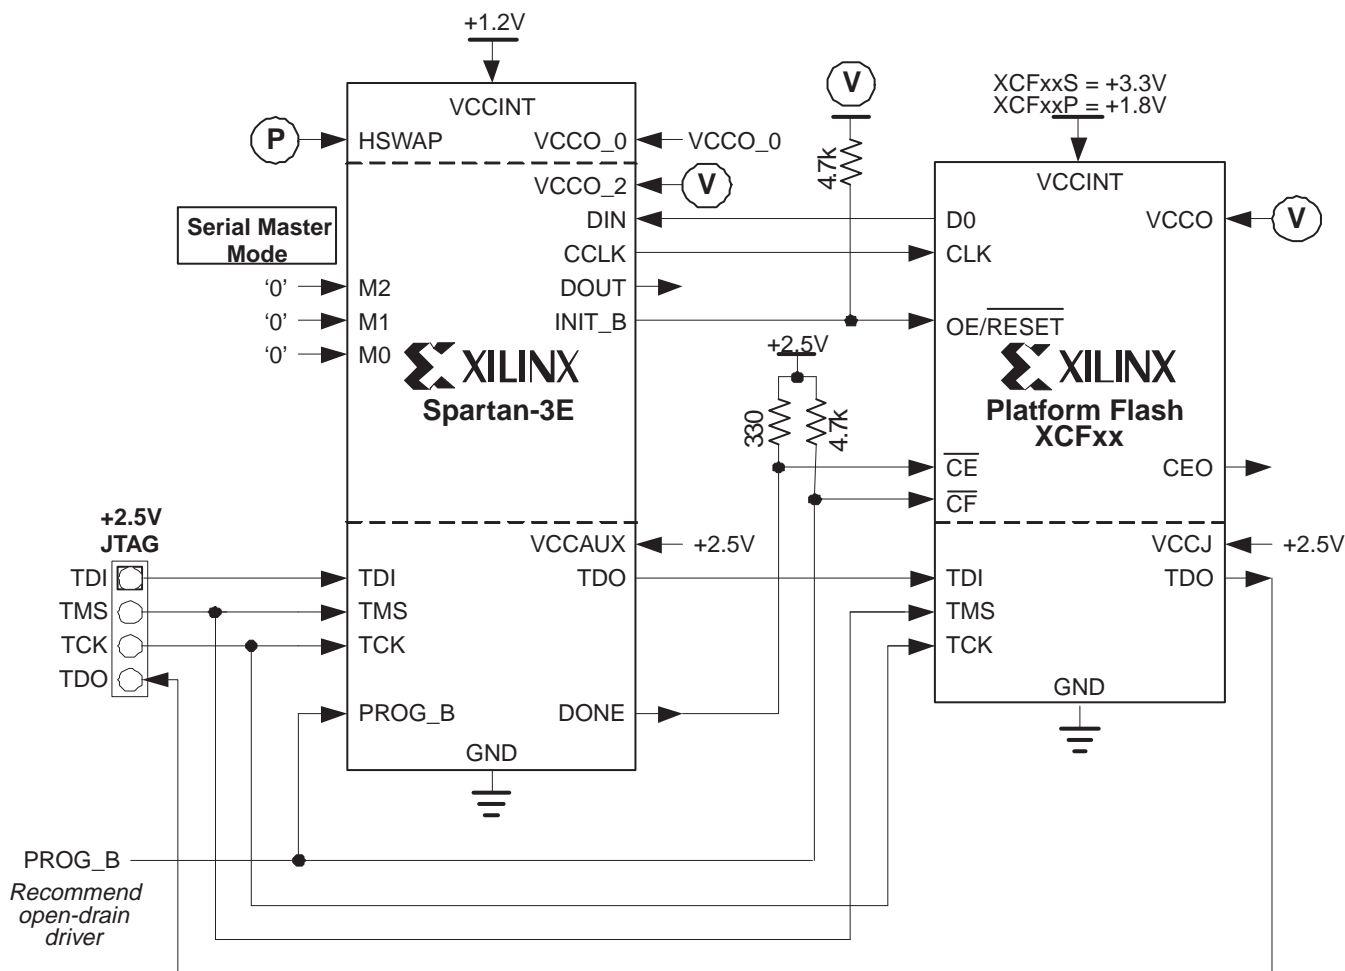 +1.2V
V
XCFxxS = +3.3V
XCFxxP = +1.8V
VCCINT
P
HSWAP
VCCO_0
VCCO_0
4.7k
VCCINT
VCCO_2
V
Serial Master
Mode
DIN
D0
VCCO
V
CCLK
CLK
'0'
M2
DOUT
'0'
M1
INIT_B
OE/RESET
'0'
M0
+2.5V
XILINX
Spartan-3E
XILINX
Platform Flash
XCFxx
330
4.7k
CE
CEO
CF
+2.5V
JTAG
VCCAUX
+2.5V
VCCJ
+2.5V
TDI
TDI
TDO
TDI
TDO
TMS
TMS
TMS
TCK
TCK
TCK
TDO
GND
PROG_B
DONE
GND
PROG_B
Recommend
open-drain
driver